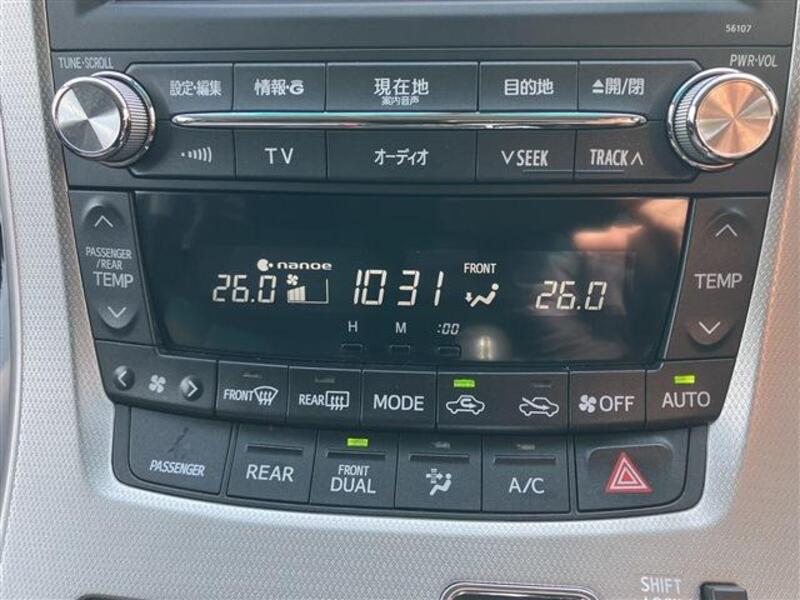 56107
TUNE·SCROLL
PWR·VOL
設定・編集
情報・G
現在地
案内音声
目的地
▲開/閉
TV
オーディオ
∨SEEK
TRACK∧
PASSENGER
/REAR
TEMP
nanoe
26.0
1031
FRONT
26.0
H M :00
TEMP
FRONT
REAR
MODE
OFF
AUTO
PASSENGER
REAR
FRONT
DUAL
A/C
SHIFT
LOCK